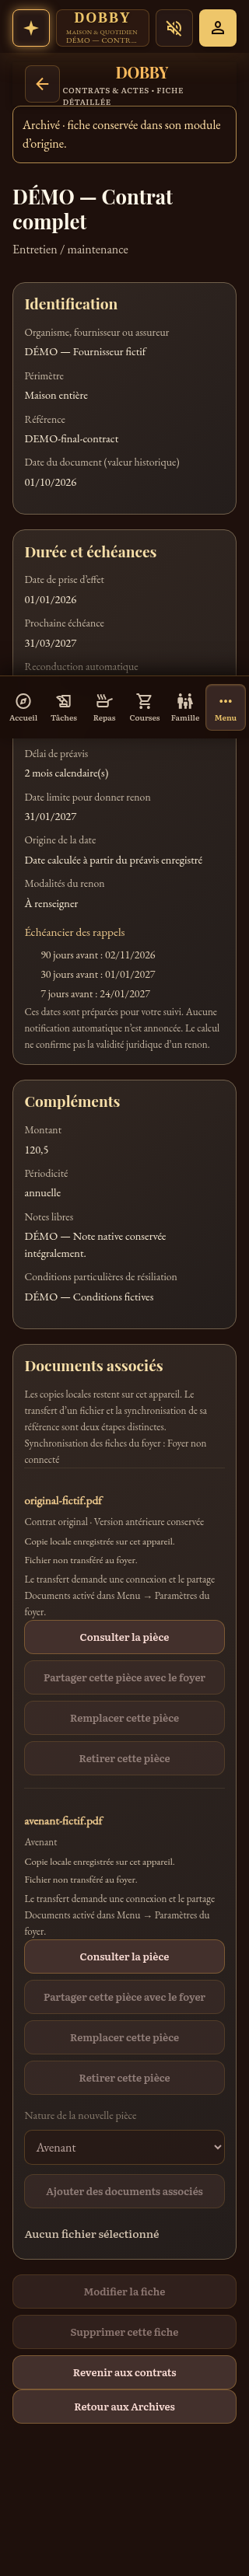 DOBBY
MAISON & QUOTIDIEN
DÉMO — CONTR…
DOBBY
CONTRATS & ACTES • FICHE
DÉTAILLÉE
Archivé · fiche conservée dans son module
d’origine.
DÉMO — Contrat
complet
Entretien / maintenance
Identification
Organisme, fournisseur ou assureur
DÉMO — Fournisseur fictif
Périmètre
Maison entière
Référence
DEMO-final-contract
Date du document (valeur historique)
01/10/2026
Durée et échéances
Date de prise d’effet
01/01/2026
Prochaine échéance
31/03/2027
Reconduction automatique
Accueil
Tâches
Repas
Courses
Famille
Menu
Délai de préavis
2 mois calendaire(s)
Date limite pour donner renon
31/01/2027
Origine de la date
Date calculée à partir du préavis enregistré
Modalités du renon
À renseigner
Échéancier des rappels
90 jours avant : 02/11/2026
30 jours avant : 01/01/2027
7 jours avant : 24/01/2027
Ces dates sont préparées pour votre suivi. Aucune
notification automatique n’est annoncée. Le calcul
ne confirme pas la validité juridique d’un renon.
Compléments
Montant
120,5
Périodicité
annuelle
Notes libres
DÉMO — Note native conservée
intégralement.
Conditions particulières de résiliation
DÉMO — Conditions fictives
Documents associés
Les copies locales restent sur cet appareil. Le
transfert d’un fichier et la synchronisation de sa
référence sont deux étapes distinctes.
Synchronisation des fiches du foyer : Foyer non
connecté
original-fictif.pdf
Contrat original · Version antérieure conservée
Copie locale enregistrée sur cet appareil.
Fichier non transféré au foyer.
Le transfert demande une connexion et le partage
Documents activé dans Menu → Paramètres du
foyer.
Consulter la pièce
Partager cette pièce avec le foyer
Remplacer cette pièce
Retirer cette pièce
avenant-fictif.pdf
Avenant
Copie locale enregistrée sur cet appareil.
Fichier non transféré au foyer.
Le transfert demande une connexion et le partage
Documents activé dans Menu → Paramètres du
foyer.
Consulter la pièce
Partager cette pièce avec le foyer
Remplacer cette pièce
Retirer cette pièce
Nature de la nouvelle pièce
Avenant
Ajouter des documents associés
Aucun fichier sélectionné
Modifier la fiche
Supprimer cette fiche
Revenir aux contrats
Retour aux Archives